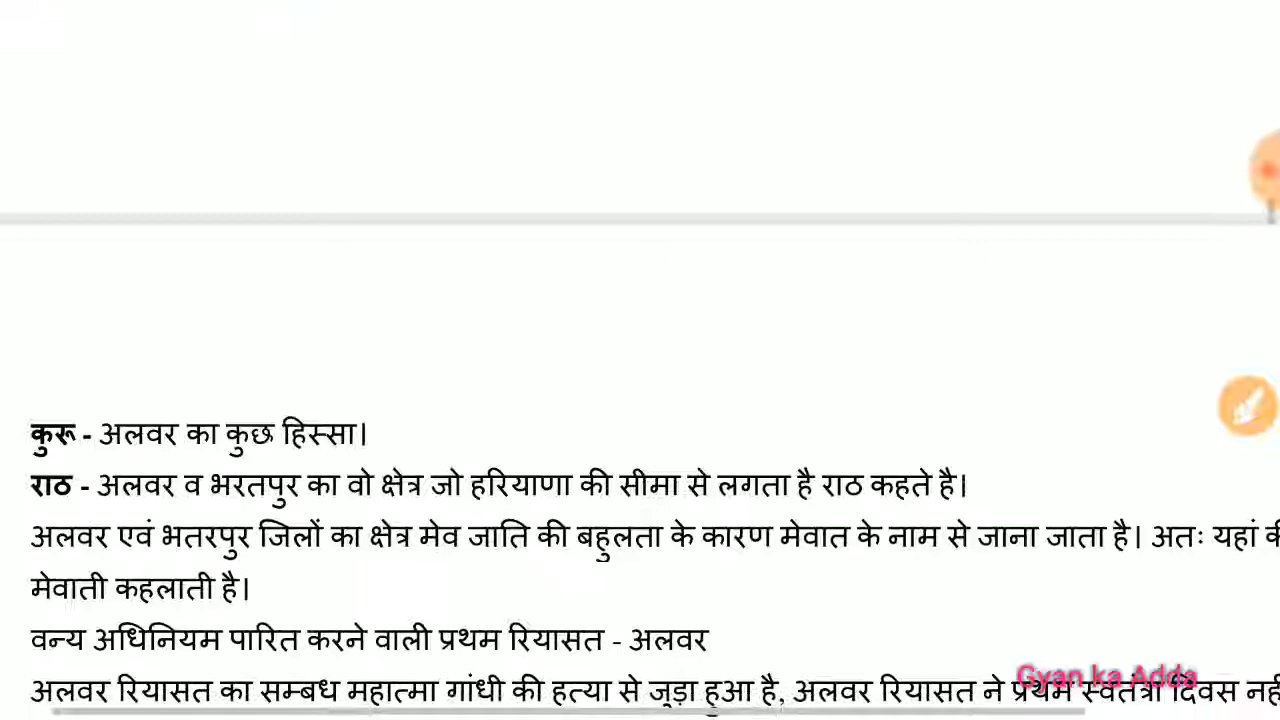 कुरू - अलवर का कुछ हिस्सा।
राठ - अलवर व भरतपुर का वो क्षेत्र जो हरियाणा की सीमा से लगता है राठ कहते है।
अलवर एवं भतरपुर जिलों का क्षेत्र मेव जाति की बहुलता के कारण मेवात के नाम से जाना जाता है। अतः यहां की
मेवाती कहलाती है।
वन्य अधिनियम पारित करने वाली प्रथम रियासत - अलवर
Gyan ka Adda
अलवर रियासत का सम्बध महात्मा गांधी की हत्या से जुड़ा हुआ है, अलवर रियासत ने प्रथम स्वतंत्रा दिवस नहीं